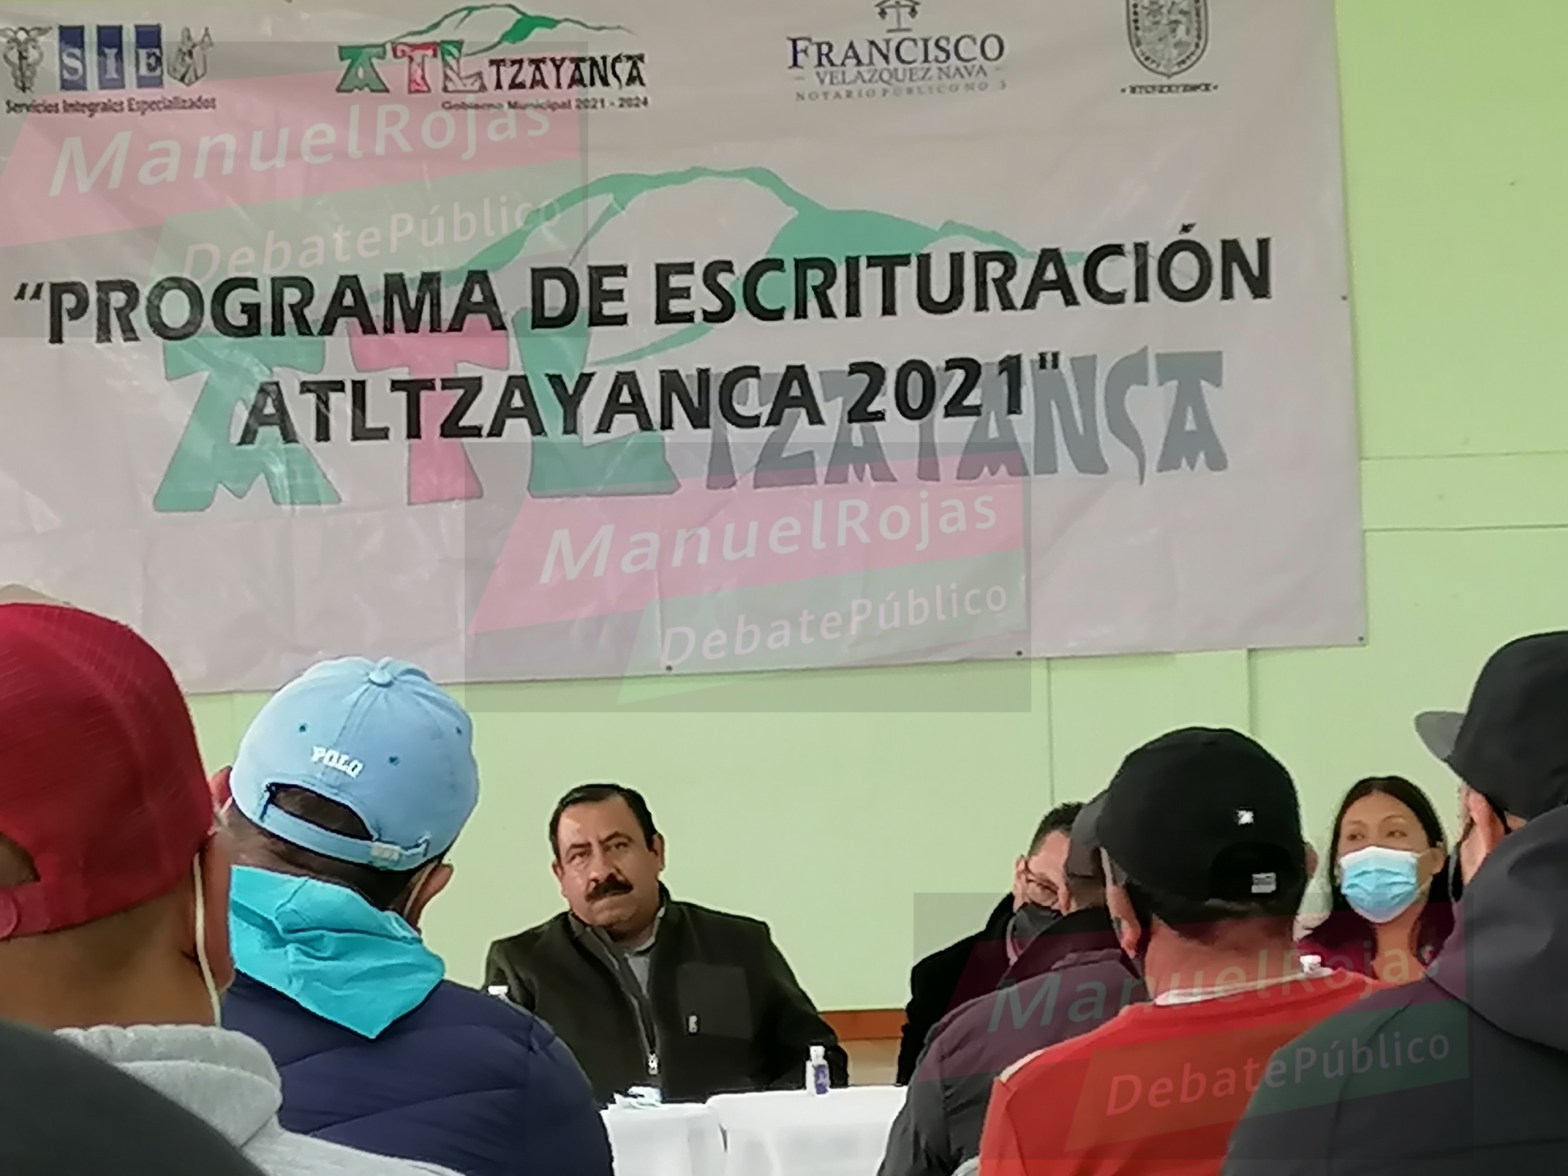 SIE
Servicios Integrales Especializados
ATLTZAYANCA
Gobierno Municipal 2021 - 2024
FRANCISCO
VELAZQUEZ NAVA
NOTARIO PUBLICO NO 3
ManuelRojas
DebatePúblico
"PROGRAMA DE ESCRITURACIÓN
ATLTZAYANCA 2021"
ATLTZAYANCA
ManuelRojas
DebatePúblico
POLO
ManuelRojas
DebatePúblico